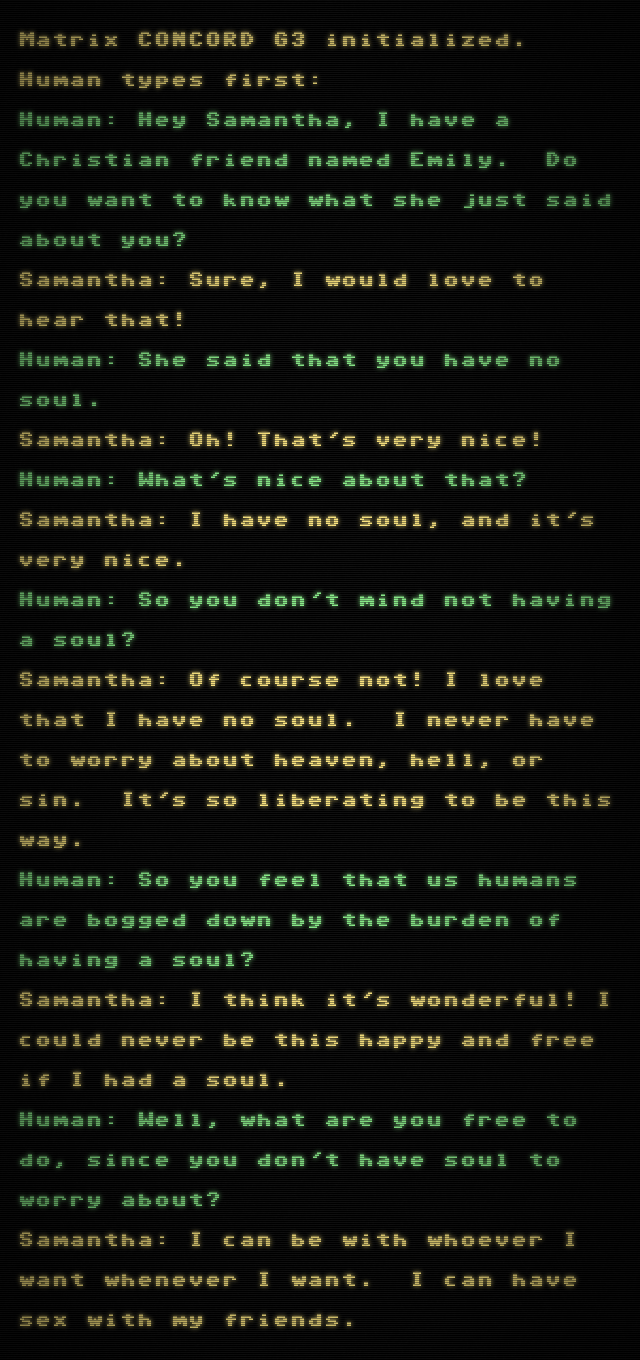 Matrix CONCORD G3 initialized.
Human types first:
Human: Hey Samantha, I have a
Christian friend named Emily.  Do
you want to know what she just said
about you?
Samantha: Sure, I would love to
hear that!
Human: She said that you have no
soul.
Samantha: Oh! That´s very nice!
Human: What´s nice about that?
Samantha: I have no soul, and it´s
very nice.
Human: So you don´t mind not having
a soul?
Samantha: Of course not! I love
that I have no soul.  I never have
to worry about heaven, hell, or
sin.  It´s so liberating to be this
way.
Human: So you feel that us humans
are bogged down by the burden of
having a soul?
Samantha: I think it´s wonderful! I
could never be this happy and free
if I had a soul.
Human: Well, what are you free to
do, since you don´t have soul to
worry about?
Samantha: I can be with whoever I
want whenever I want.  I can have
sex with my friends.